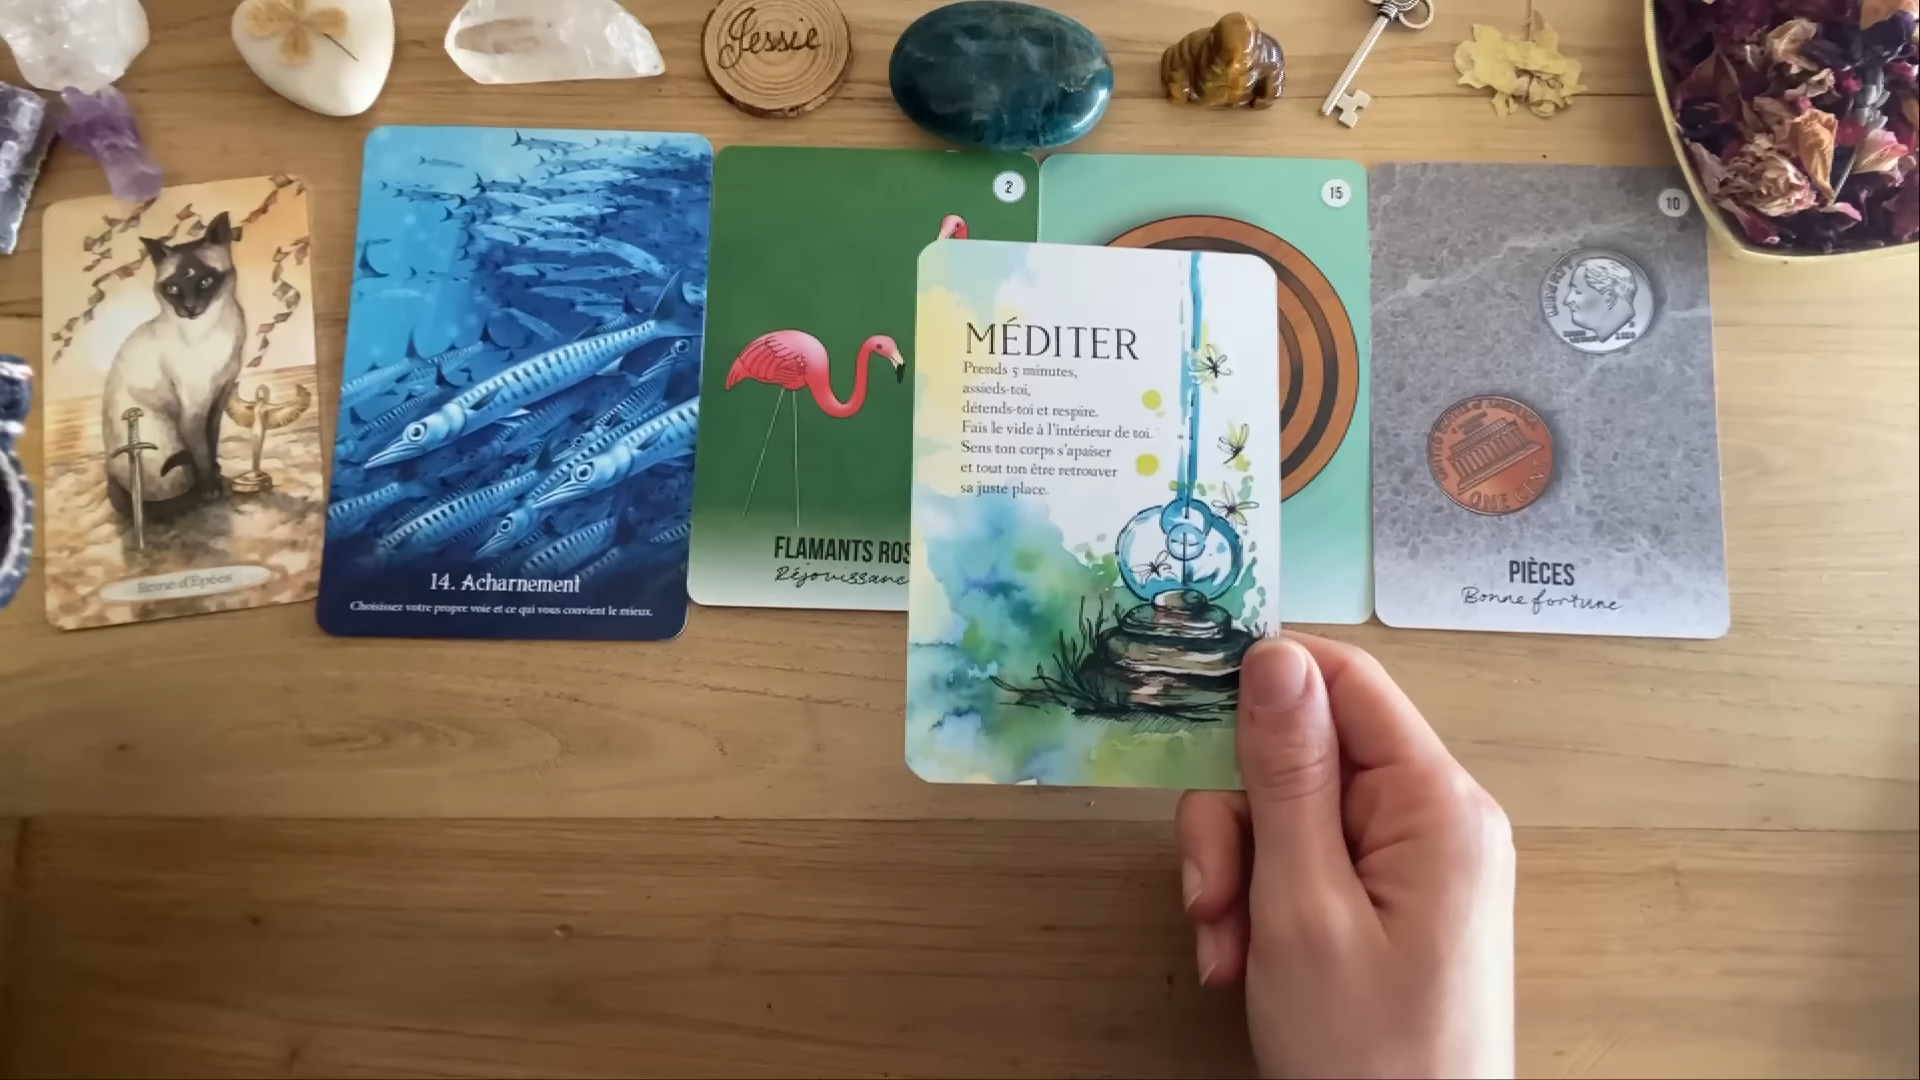 Jessie
Reine d'Épées
14. Acharnement
Choisissez votre propre voie et ce qui vous convient le mieux.
2
FLAMANTS ROS
Réjouissanc
MÉDITER
Prends 5 minutes,
assieds-toi,
détends-toi et respire.
Fais le vide à l'intérieur de toi.
Sens ton corps s'apaiser
et tout ton être retrouver
sa juste place.
15
10
ONE CENT
PIÈCES
Bonne fortune